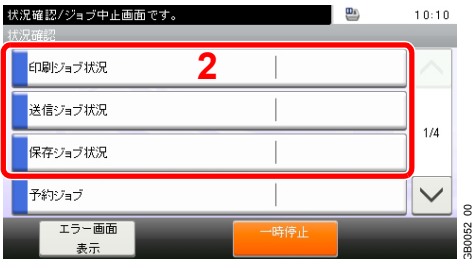 状況確認/ジョブ中止画面です。
10:10
状況確認
印刷ジョブ状況
2
送信ジョブ状況
保存ジョブ状況
1/4
予約ジョブ
エラー画面
表示
一時停止
GB0052 00